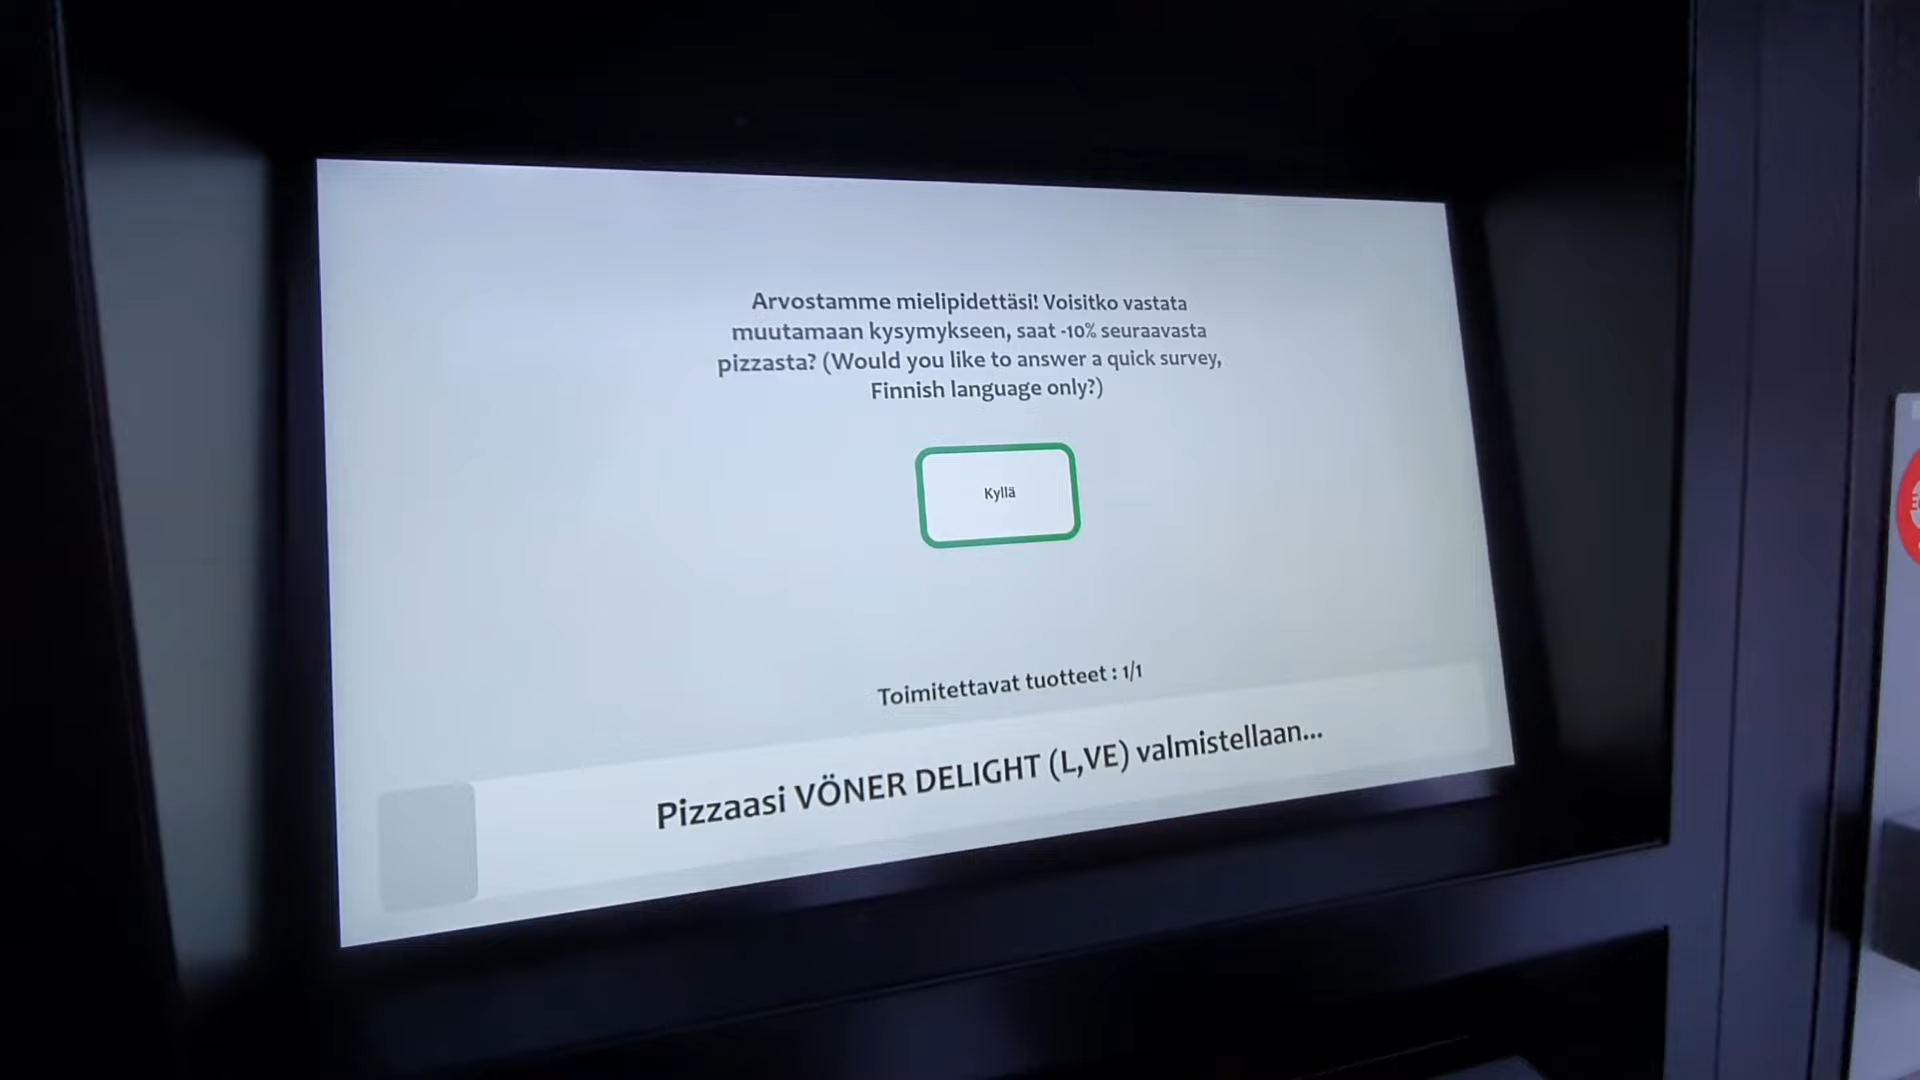 Arvostamme mielipidettäsi! Voisitko vastata
muutamaan kysymykseen, saat -10% seuraavasta
pizzasta? (Would you like to answer a quick survey,
Finnish language only?)
Kyllä
Toimitettavat tuotteet : 1/1
Pizzaasi VÖNER DELIGHT (L,VE) valmistellaan...